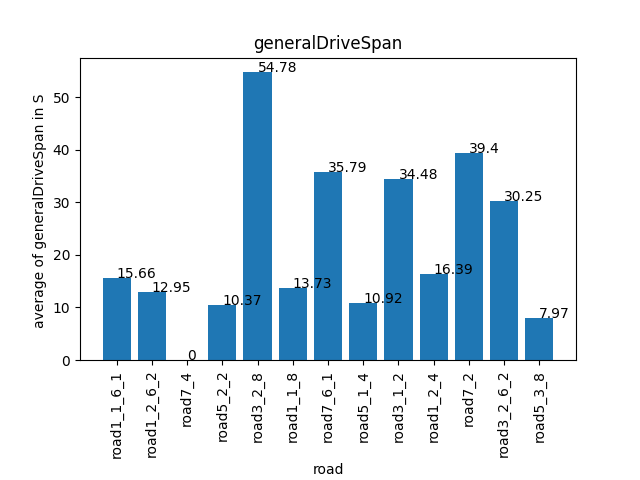 generalDriveSpan
average of generalDriveSpan in S
50
40
30
20
10
0
15.66
12.95
0
10.37
54.78
13.73
35.79
10.92
34.48
16.39
39.4
30.25
7.97
road1_1_6_1
road1_2_6_2
road7_4
road5_2_2
road3_2_8
road1_1_8
road7_6_1
road5_1_4
road3_1_2
road1_2_4
road7_2
road3_2_6_2
road5_3_8
road